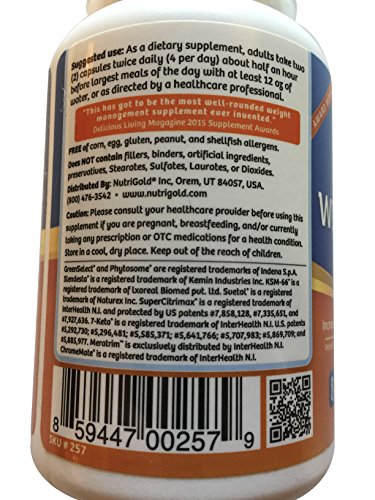 Suggested use: As a dietary supplement, adults take two
(2) capsules twice daily (4 per day) about half an hour
before largest meals of the day with at least 12 oz of
water, or as directed by a healthcare professional.
"This has got to be the most well-rounded weight
management supplement ever invented."
Delicious Living Magazine 2015 Supplement Awards
FREE of corn, egg, gluten, peanut, and shellfish allergens.
Does NOT contain fillers, binders, artificial ingredients,
preservatives, Stearates, Sulfates, Laurates, or Dioxides.
Distributed By: NutriGold® Inc, Orem, UT 84057, USA.
(800) 476-3542 • www.nutrigold.com
Caution: Please consult your healthcare provider before using this
supplement if you are pregnant, breastfeeding, and/or currently
taking any prescription or OTC medications for a health condition.
Store in a cool, dry place. Keep out of the reach of children.
GreenSelect® and Phytosome® are registered trademarks of Indena S.p.A.
Slendesta® is registered trademark of Kemin Industries Inc. KSM-66® is
registered trademark of Ixoreal Biomed pvt. ltd. Svetol® is registered
trademark of Naturex Inc. SuperCitrimax® is registered trademark of
InterHealth N.I. and protected by US patents #7,858,128, #7,335,651, and
#7,927,636. 7-Keto® is a registered trademark of InterHealth N.I. U.S. patents
#5,292,730; #5,296,481; #5,585,371; #5,641,766; #5,707,983; #5,869,709; and
#5,885,977. Meratrim® is exclusively distributed by InterHealth N.I.
ChromeMate® is a registered trademark of InterHealth N.I.
8 59447 00257 9
SKU # 257
W